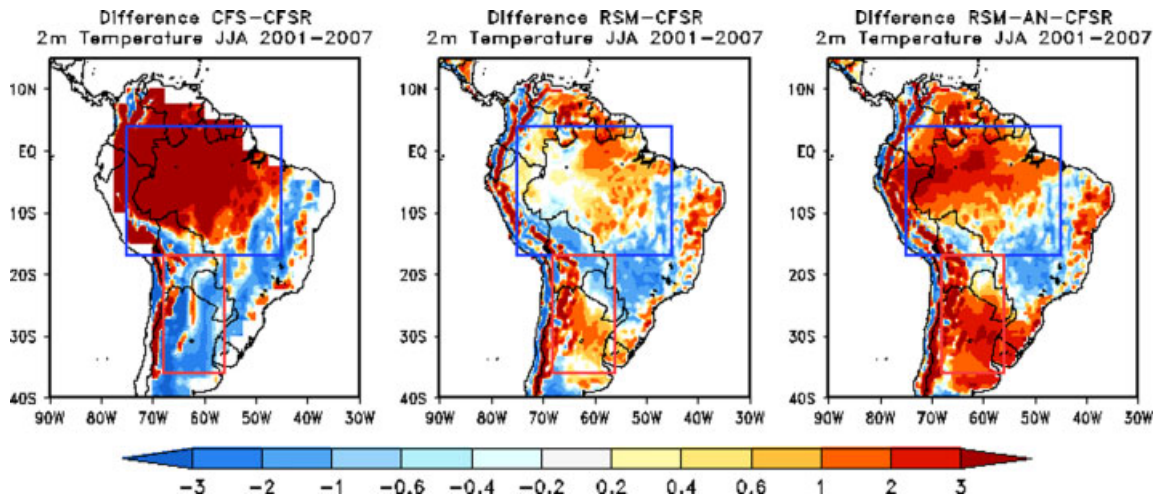 Difference CFS-CFSR
2m Temperature JJA 2001-2007
Difference RSM-CFSR
2m Temperature JJA 2001-2007
Difference RSM-AN-CFSR
2m Temperature JJA 2001-2007
10N
EQ
10S
20S
30S
40S
90W 80W 70W 60W 50W 40W 30W
10N
EQ
10S
20S
30S
40S
90W 80W 70W 60W 50W 40W 30W
10N
EQ
10S
20S
30S
40S
90W 80W 70W 60W 50W 40W 30W
-3 -2 -1 -0.6 -0.4 -0.2 0.2 0.4 0.6 1 2 3